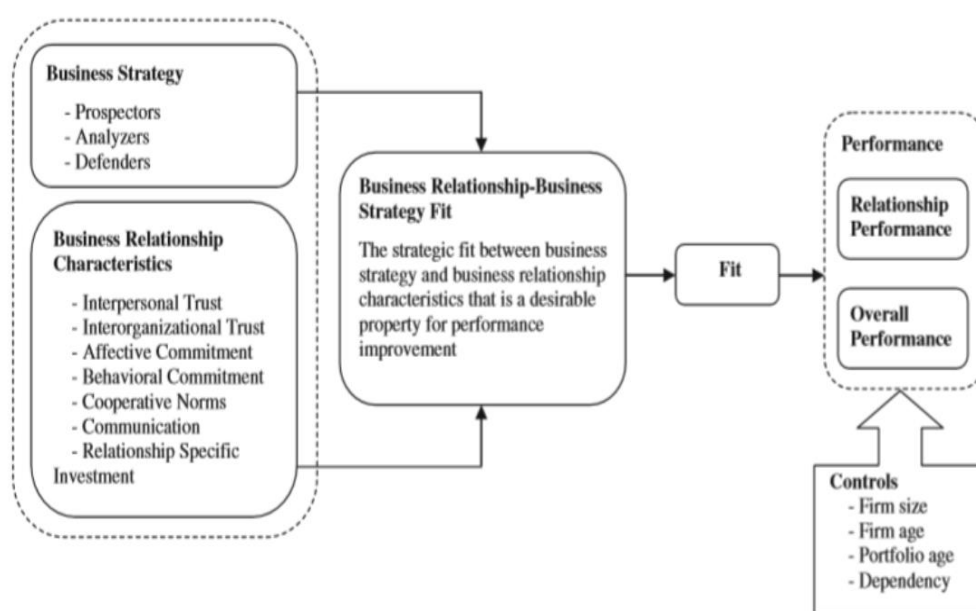 Business Strategy
- Prospectors
- Analyzers
- Defenders
Business Relationship
Characteristics
- Interpersonal Trust
- Interorganizational Trust
- Affective Commitment
- Behavioral Commitment
- Cooperative Norms
- Communication
- Relationship Specific
Investment
Business Relationship-Business
Strategy Fit
The strategic fit between business
strategy and business relationship
characteristics that is a desirable
property for performance
improvement
Fit
Performance
Relationship
Performance
Overall
Performance
Controls
- Firm size
- Firm age
- Portfolio age
- Dependency